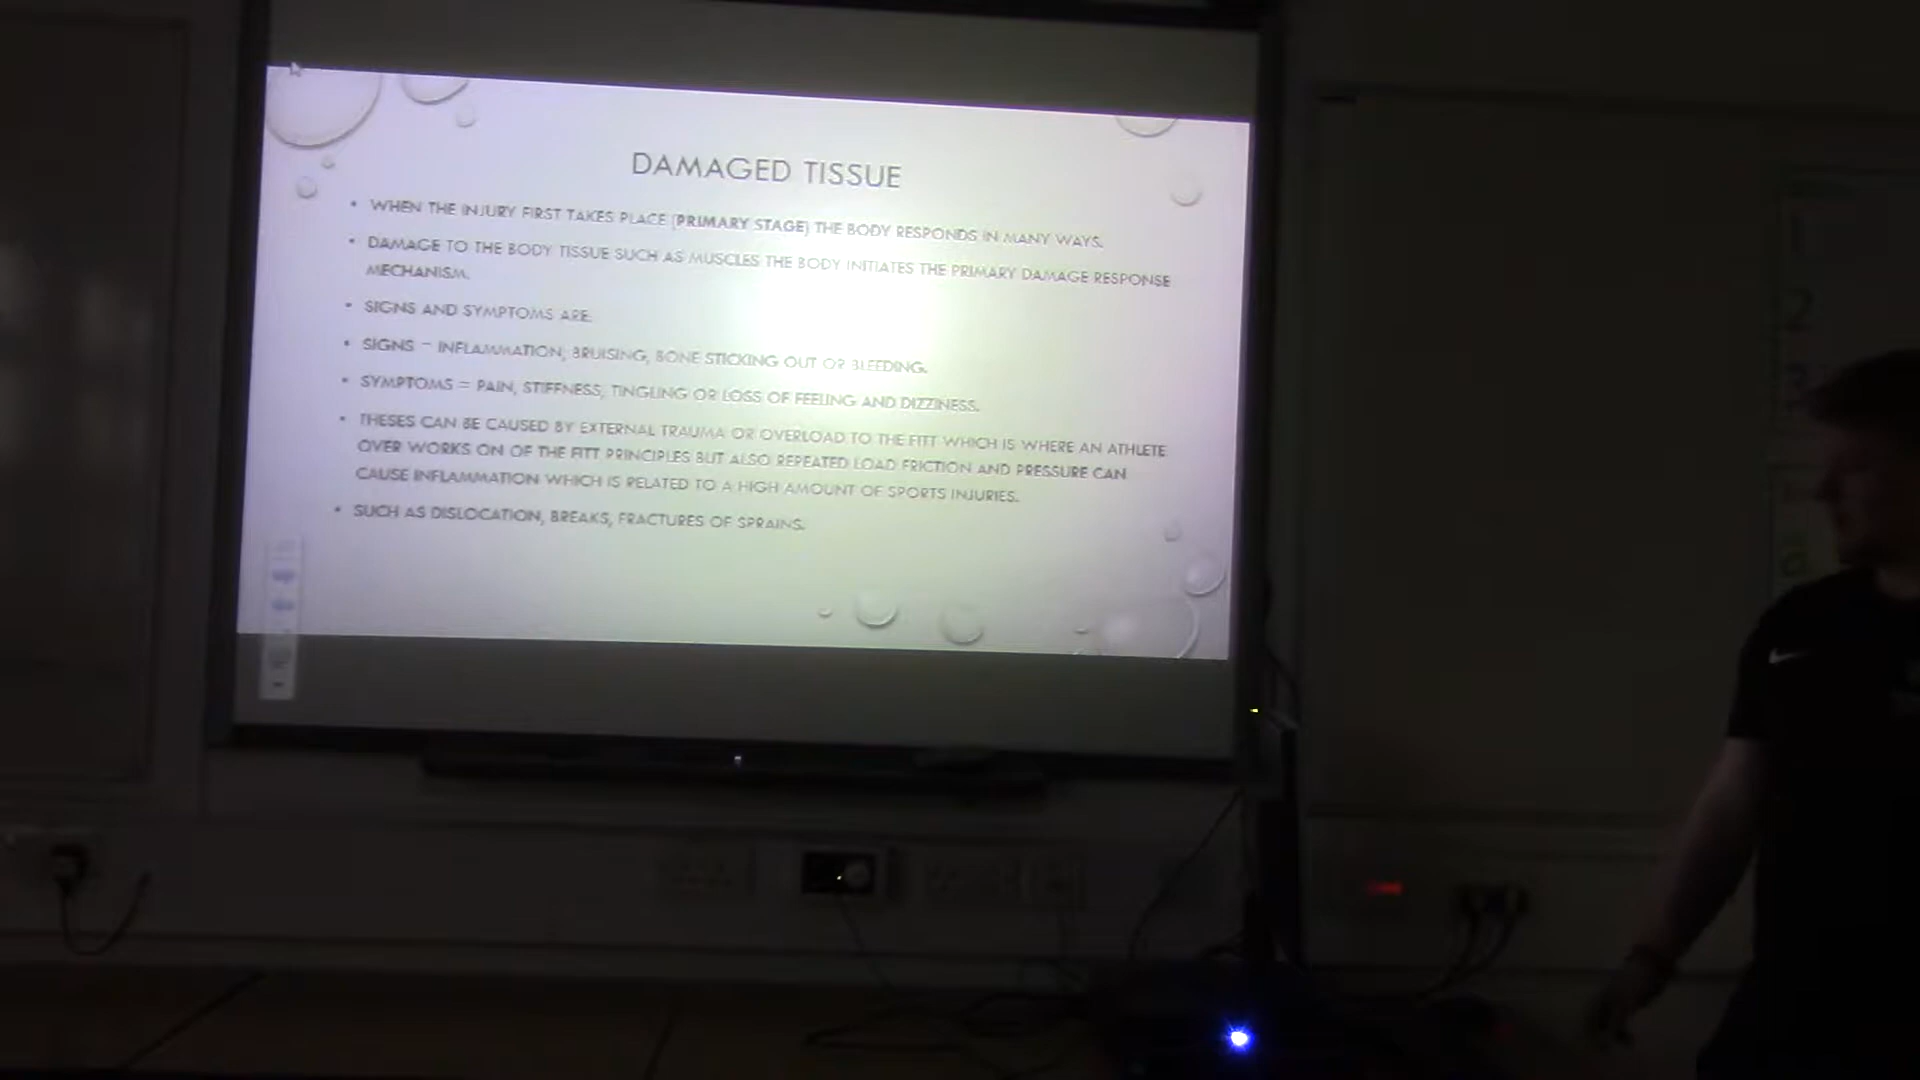 DAMAGED TISSUE
• WHEN THE INJURY FIRST TAKES PLACE (PRIMARY STAGE) THE BODY RESPONDS IN MANY WAYS.
• DAMAGE TO THE BODY TISSUE SUCH AS MUSCLES THE BODY INITIATES THE PRIMARY DAMAGE RESPONSE
MECHANISM.
• SIGNS AND SYMPTOMS ARE:
• SIGNS = INFLAMMATION, BRUISING, BONE STICKING OUT OR BLEEDING.
• SYMPTOMS = PAIN, STIFFNESS, TINGLING OR LOSS OF FEELING AND DIZZINESS.
• THESES CAN BE CAUSED BY EXTERNAL TRAUMA OR OVERLOAD TO THE FITT WHICH IS WHERE AN ATHLETE
OVER WORKS ON OF THE FITT PRINCIPLES BUT ALSO REPEATED LOAD FRICTION AND PRESSURE CAN
CAUSE INFLAMMATION WHICH IS RELATED TO A HIGH AMOUNT OF SPORTS INJURIES.
• SUCH AS DISLOCATION, BREAKS, FRACTURES OF SPRAINS.
1
2
3